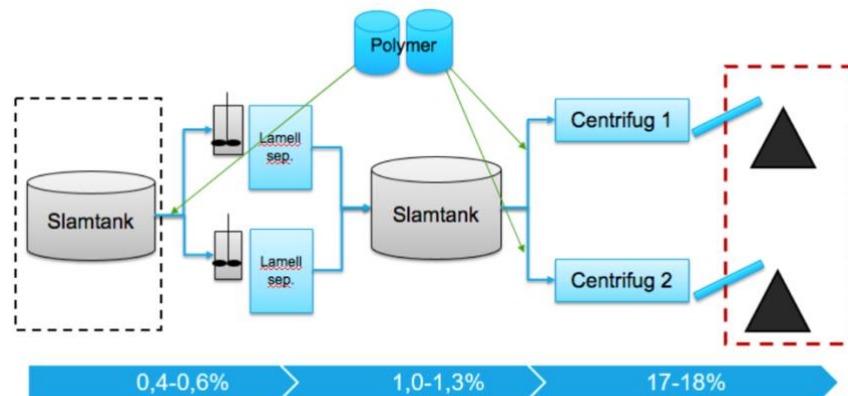 Polymer
Slamtank
Lamell
sep.
Lamell
sep.
Slamtank
Centrifug 1
Centrifug 2
0,4-0,6%
1,0-1,3%
17-18%